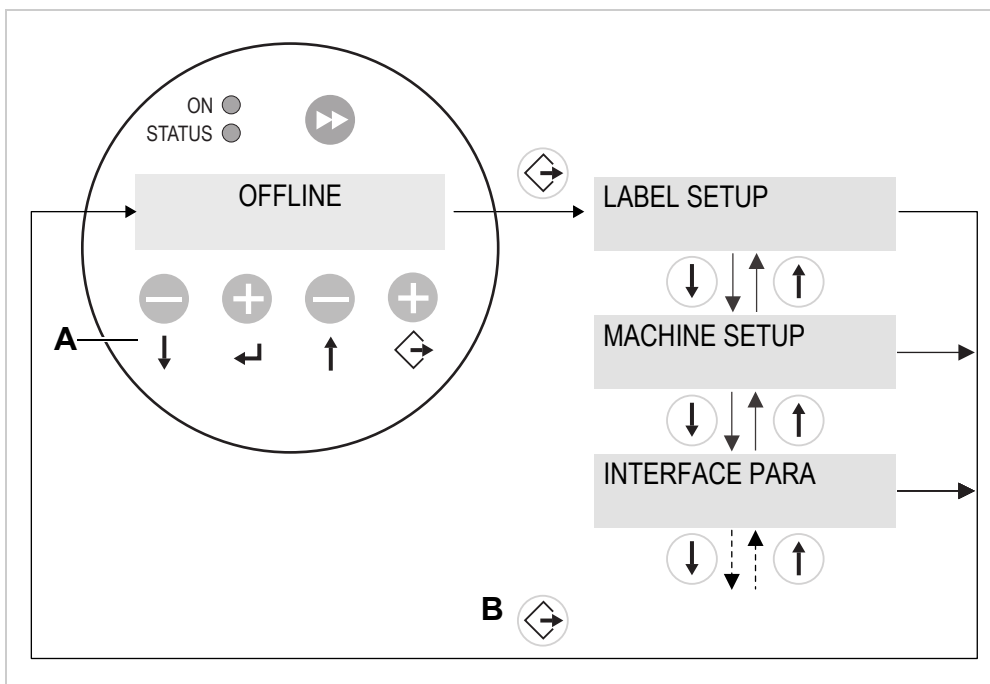 ON
STATUS
OFFLINE
A
LABEL SETUP
MACHINE SETUP
INTERFACE PARA
B